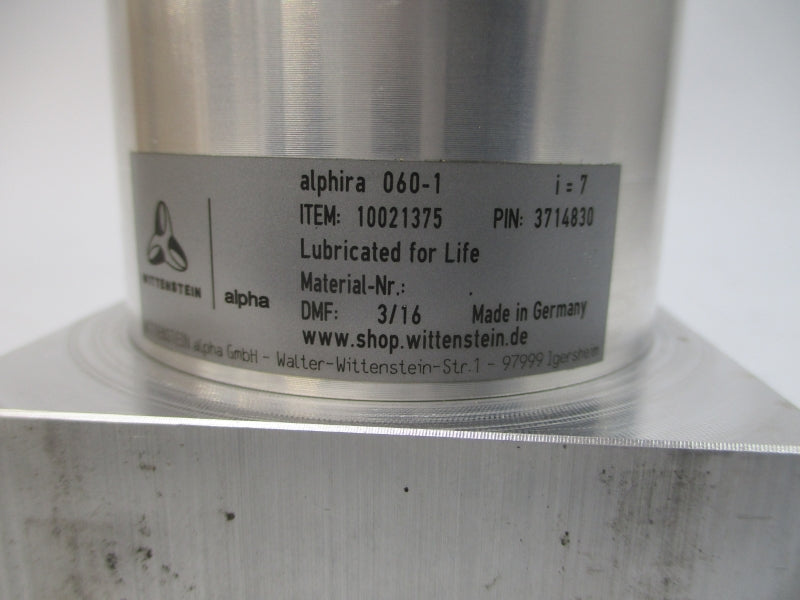 alphira 060-1 i = 7
ITEM: 10021375 PIN: 3714830
Lubricated for Life
Material-Nr.: .
DMF: 3/16 Made in Germany
www.shop.wittenstein.de
WITTENSTEIN alpha GmbH - Walter-Wittenstein-Str.1 - 97999 Igersheim
WITTENSTEIN
alpha